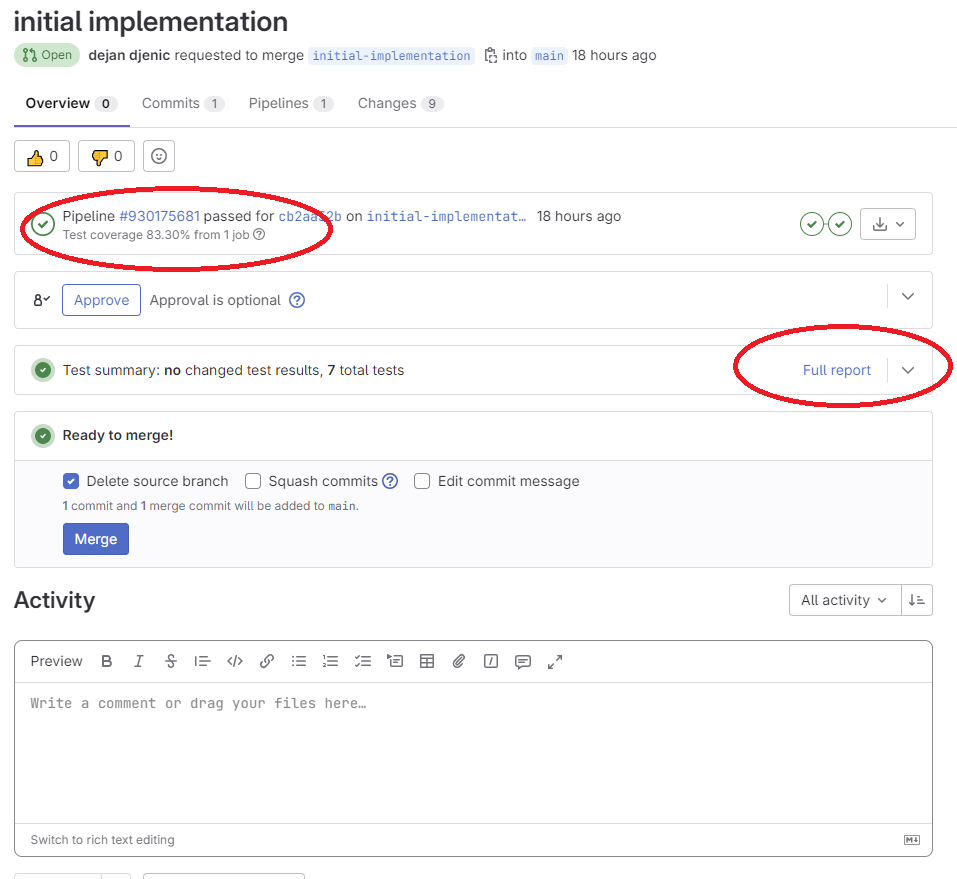 initial implementation
Open dejan djenic requested to merge initial-implementation into main 18 hours ago
Overview 0 Commits 1 Pipelines 1 Changes 9
0 0
Pipeline #930175681 passed for on initial-implementat… 18 hours ago
Test coverage 83.30% from 1 job
Approve Approval is optional
Test summary: no changed test results, 7 total tests Full report
Ready to merge!
Delete source branch Squash commits Edit commit message
1 commit and 1 merge commit will be added to main.
Merge
Activity
All activity
Preview
Write a comment or drag your files here…
Switch to rich text editing